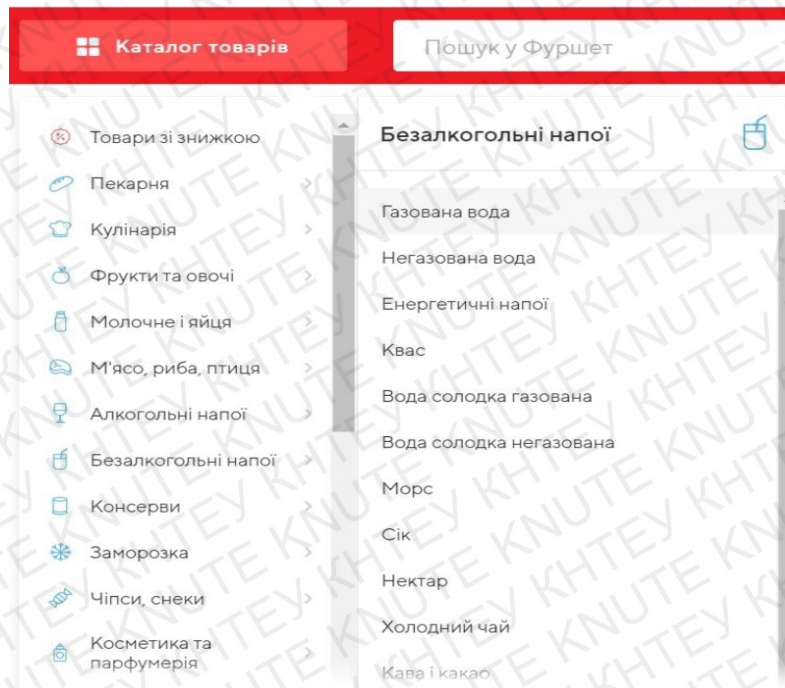 Каталог товарів
Пошук у Фуршет
Товари зі знижкою
Пекарня
Кулінарія
Фрукти та овочі
Молочне і яйця
М'ясо, риба, птиця
Алкогольні напої
Безалкогольні напої
Консерви
Заморозка
Чіпси, снеки
Косметика та
парфумерія
Безалкогольні напої
Газована вода
Негазована вода
Енергетичні напої
Квас
Вода солодка газована
Вода солодка негазована
Морс
Сік
Нектар
Холодний чай
Кава і какао
KNUTE КНТЕУ